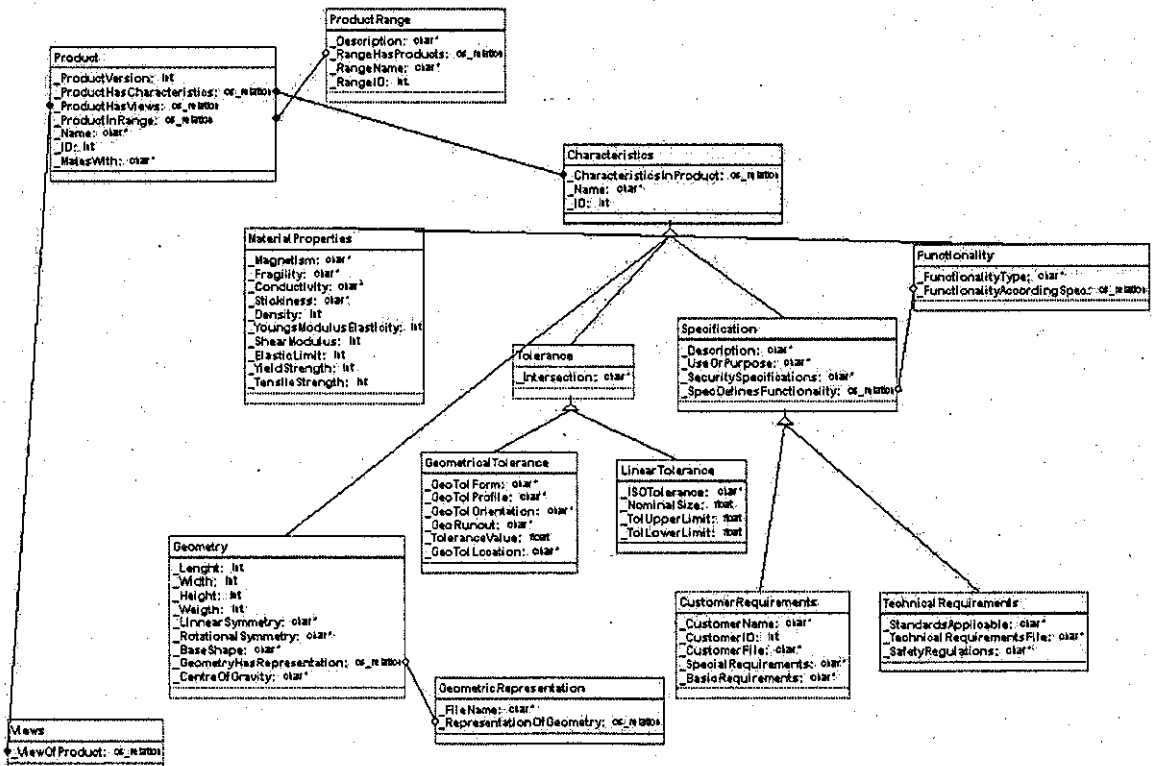 ProductRange
_Description: char*
_RangeHasProducts: os_relation
_RangeName: char*
_RangeID: int
Product
_ProductVersion: int
_ProductHasCharacteristics: os_relation
_ProductHasViews: os_relation
_ProductInRange: os_relation
_Name: char*
_ID: int
_MatesWith: char*
Characteristics
_CharacteristicsInProduct: os_relation
_Name: char*
_ID: int
MaterialProperties
_Magnetism: char*
_Fragility: char*
_Conductivity: char*
_Stickiness: char*
_Density: int
_YoungsModulusElasticity: int
_ShearModulus: int
_ElasticLimit: int
_YieldStrength: int
_TensileStrength: int
Functionality
_FunctionalityType: char*
_FunctionalityAccordingSpec: os_relation
Tolerance
_Intersection: char*
Specification
_Description: char*
_UseOrPurpose: char*
_SecuritySpecifications: char*
_SpecDefinesFunctionality: os_relation
GeometricalTolerance
_GeoTolForm: char*
_GeoTolProfile: char*
_GeoTolOrientation: char*
_GeoRunout: char*
_ToleranceValue: float
_GeoTolLocation: char*
LinearTolerance
_ISOTolerance: char*
_NominalSize: float
_TolUpperLimit: float
_TolLowerLimit: float
Geometry
_Lenght: int
_Width: int
_Height: int
_Weigth: int
_LinnearSymmetry: char*
_RotationalSymmetry: char*
_BaseShape: char*
_GeometryHasRepresentation: os_relation
_CentreOfGravity: char*
CustomerRequirements
_CustomerName: char*
_CustomerID: int
_CustomerFile: char*
_SpecialRequirements: char*
_BasicRequirements: char*
TechnicalRequirements
_StandardsApplicable: char*
_TechnicalRequirementsFile: char*
_SafetyRegulations: char*
GeometricRepresentation
_FileName: char*
_RepresentationOfGeometry: os_relation
Views
_ViewOfProduct: os_relation